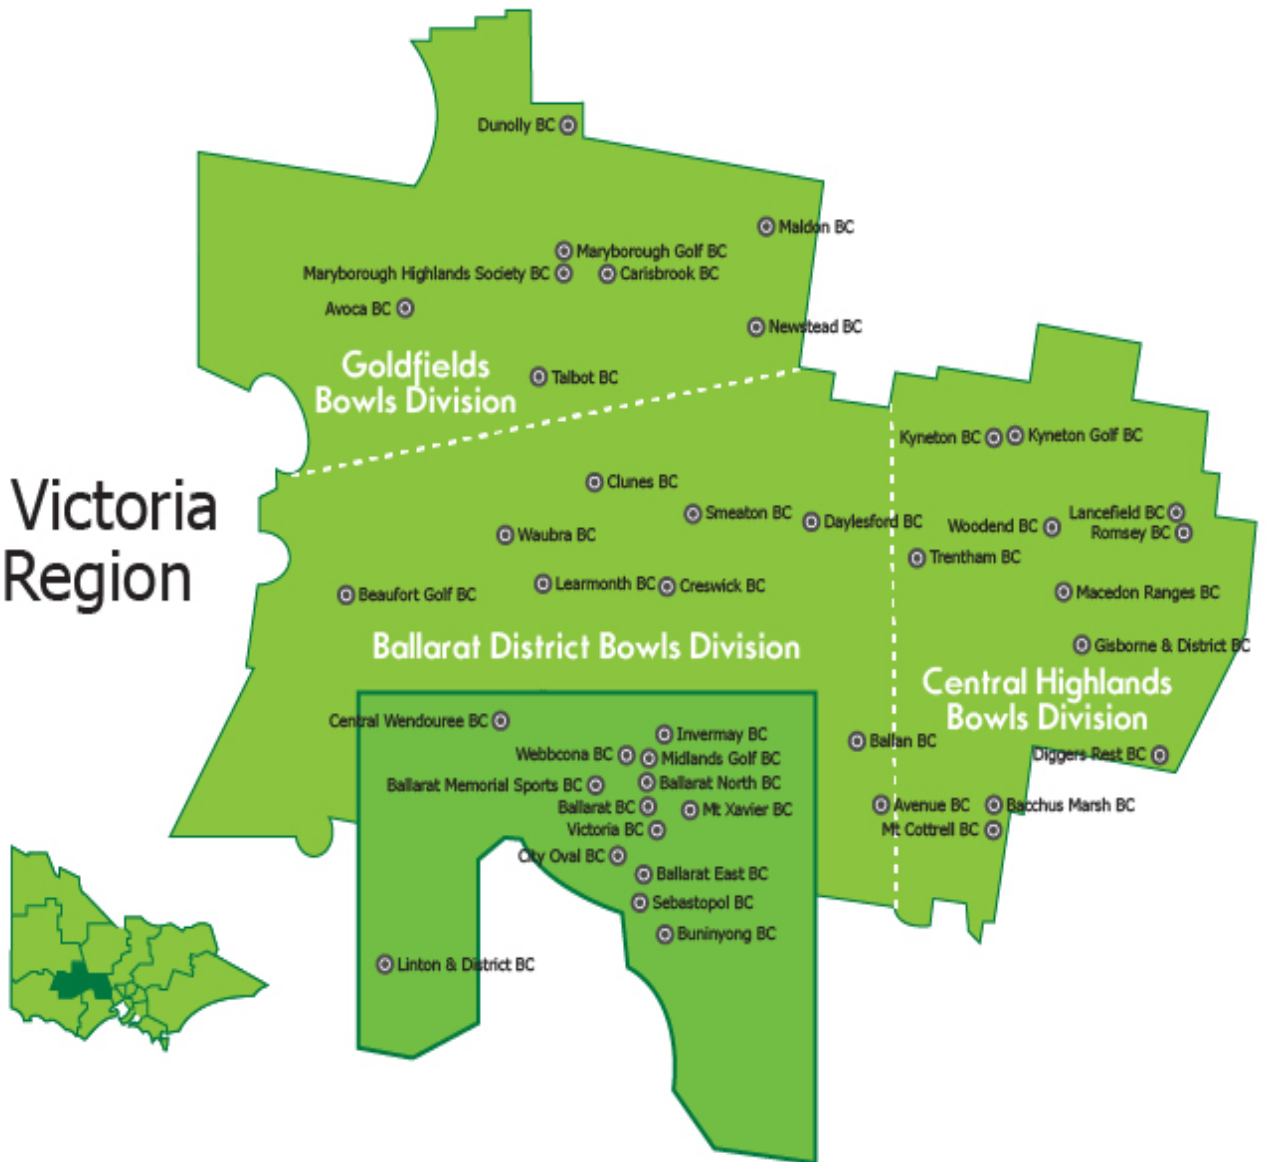 Dunolly BC
Maldon BC
Maryborough Golf BC
Maryborough Highlands Society BC
Carisbrook BC
Avoca BC
Newstead BC
Goldfields
Bowls Division
Talbot BC
Kyneton BC
Kyneton Golf BC
Victoria
Region
Clunes BC
Smeaton BC
Daylesford BC
Waubra BC
Woodend BC
Lancefield BC
Romsey BC
Trentham BC
Learmonth BC
Creswick BC
Beaufort Golf BC
Macedon Ranges BC
Ballarat District Bowls Division
Gisborne & District BC
Central Highlands
Bowls Division
Central Wendouree BC
Invermay BC
Ballan BC
Webbcona BC
Midlands Golf BC
Diggers Rest BC
Ballarat Memorial Sports BC
Ballarat North BC
Ballarat BC
Mt Xavier BC
Avenue BC
Bacchus Marsh BC
Victoria BC
Mt Cottrell BC
City Oval BC
Ballarat East BC
Sebastopol BC
Buninyong BC
Linton & District BC